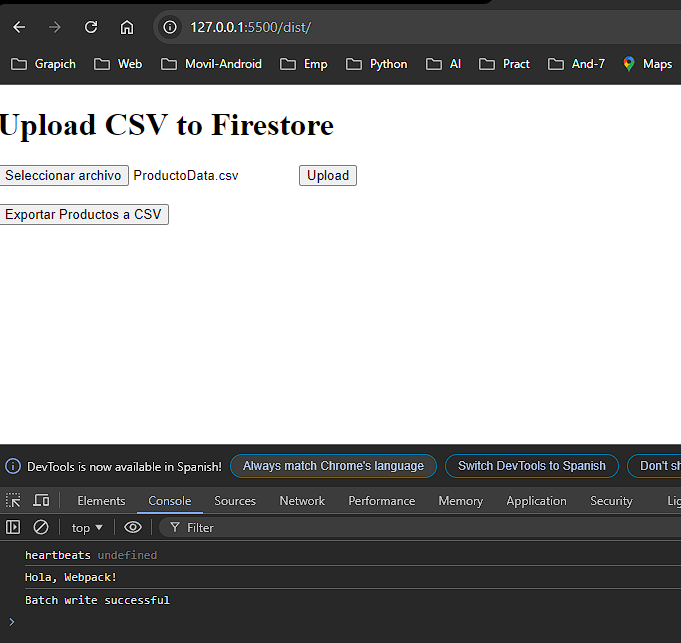 127.0.0.1:5500/dist/
Grapich Web Movil-Android Emp Python AI Pract And-7 Maps
Upload CSV to Firestore
Seleccionar archivo ProductoData.csv Upload
Exportar Productos a CSV
DevTools is now available in Spanish! Always match Chrome's language Switch DevTools to Spanish Don't sh
Elements Console Sources Network Performance Memory Application Security Lig
top Filter
heartbeats undefined
Hola, Webpack!
Batch write successful